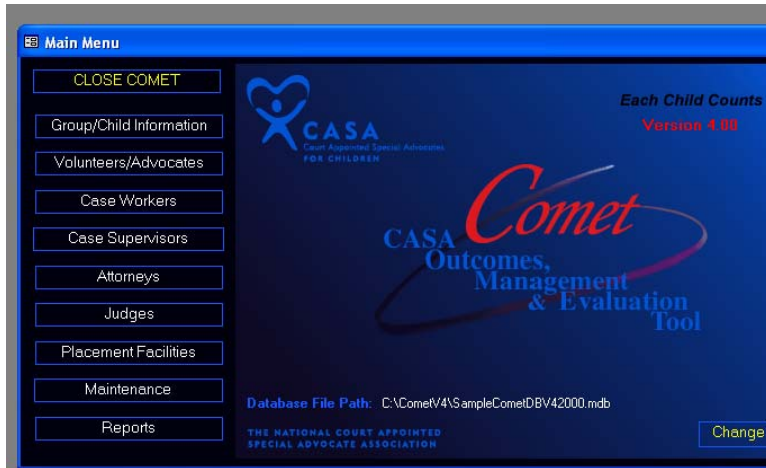 Main Menu
CLOSE COMET
Group/Child Information
Volunteers/Advocates
Case Workers
Case Supervisors
Attorneys
Judges
Placement Facilities
Maintenance
Reports
CASA
Court Appointed Special Advocates
FOR CHILDREN
Each Child Counts
Version 4.00
Comet
CASA
Outcomes,
Management
& Evaluation
Tool
Database File Path: C:\CometV4\SampleCometDBV42000.mdb
THE NATIONAL COURT APPOINTED
SPECIAL ADVOCATE ASSOCIATION
Change